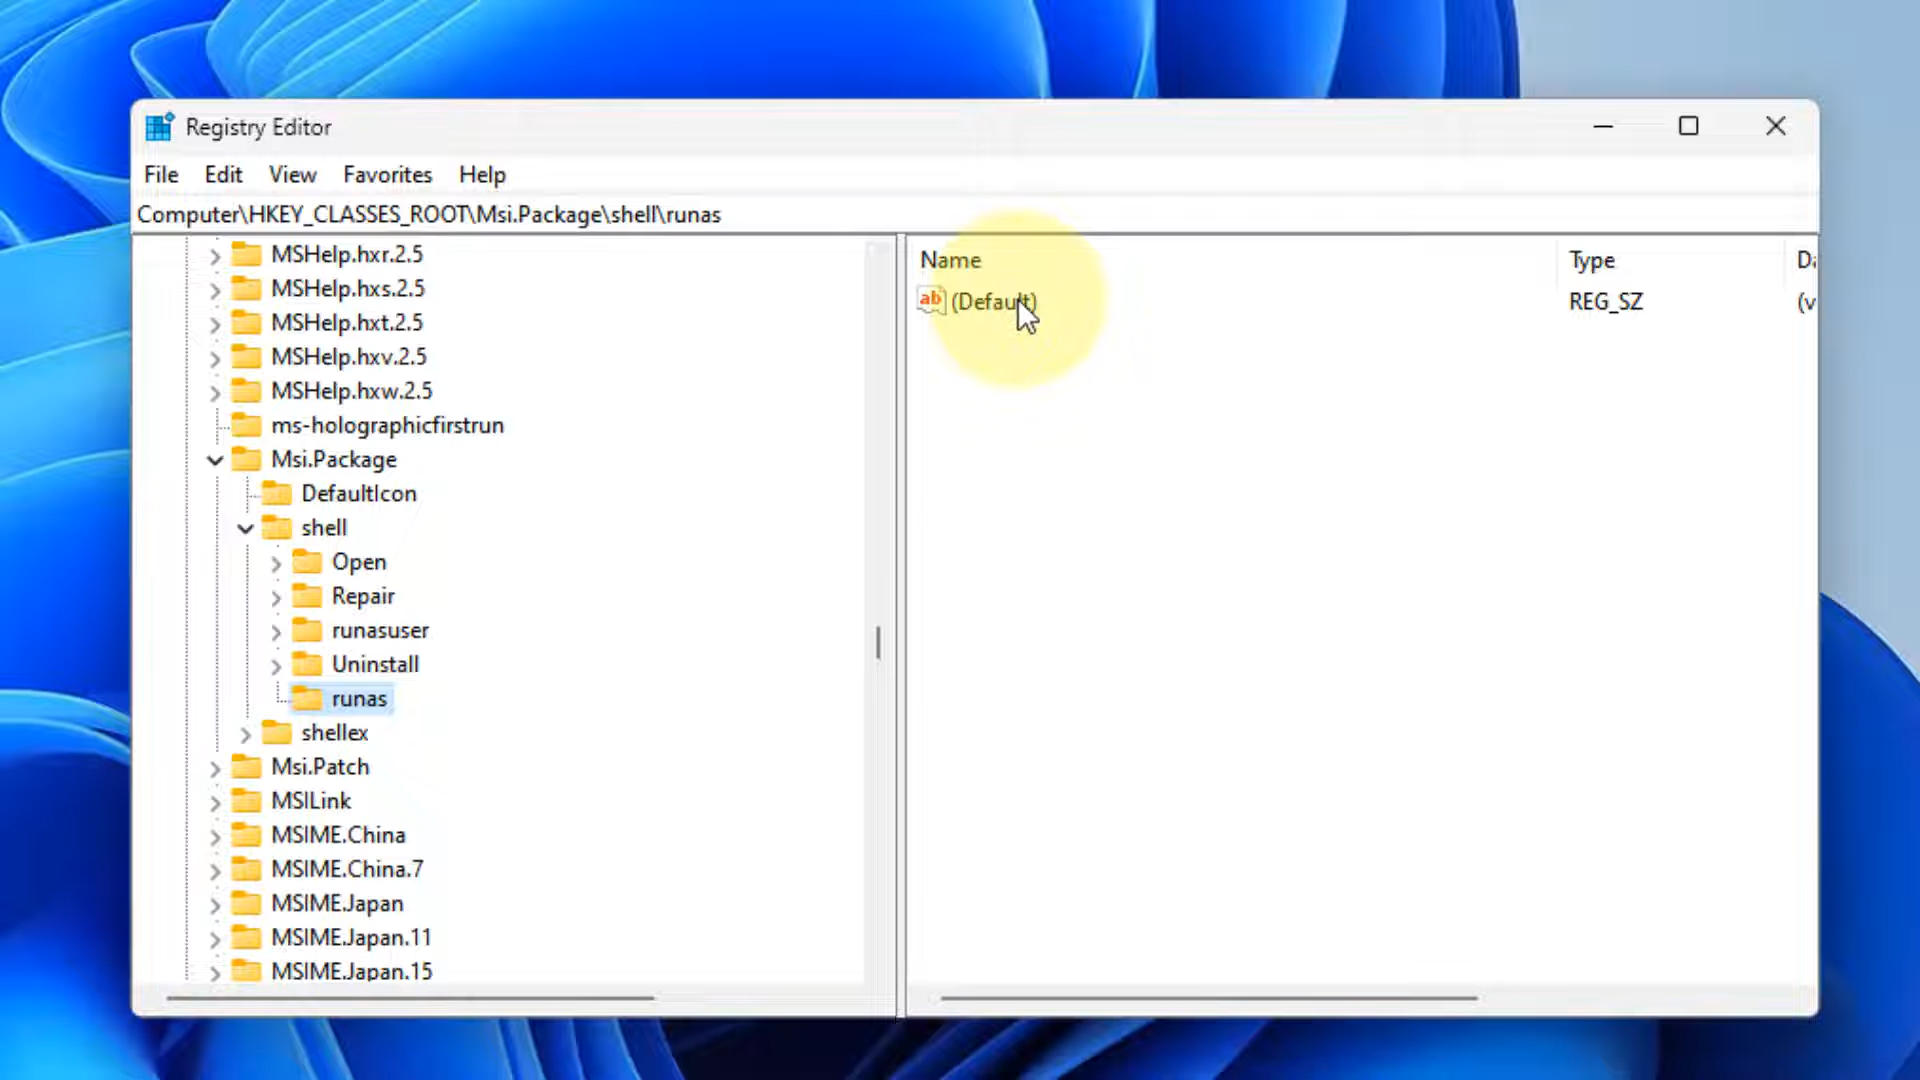 Registry Editor
File Edit View Favorites Help
Computer\HKEY_CLASSES_ROOT\Msi.Package\shell\runas
MSHelp.hxr.2.5
MSHelp.hxs.2.5
MSHelp.hxt.2.5
MSHelp.hxv.2.5
MSHelp.hxw.2.5
ms-holographicfirstrun
Msi.Package
DefaultIcon
shell
Open
Repair
runasuser
Uninstall
runas
shellex
Msi.Patch
MSILink
MSIME.China
MSIME.China.7
MSIME.Japan
MSIME.Japan.11
MSIME.Japan.15
Name Type
ab (Default) REG_SZ